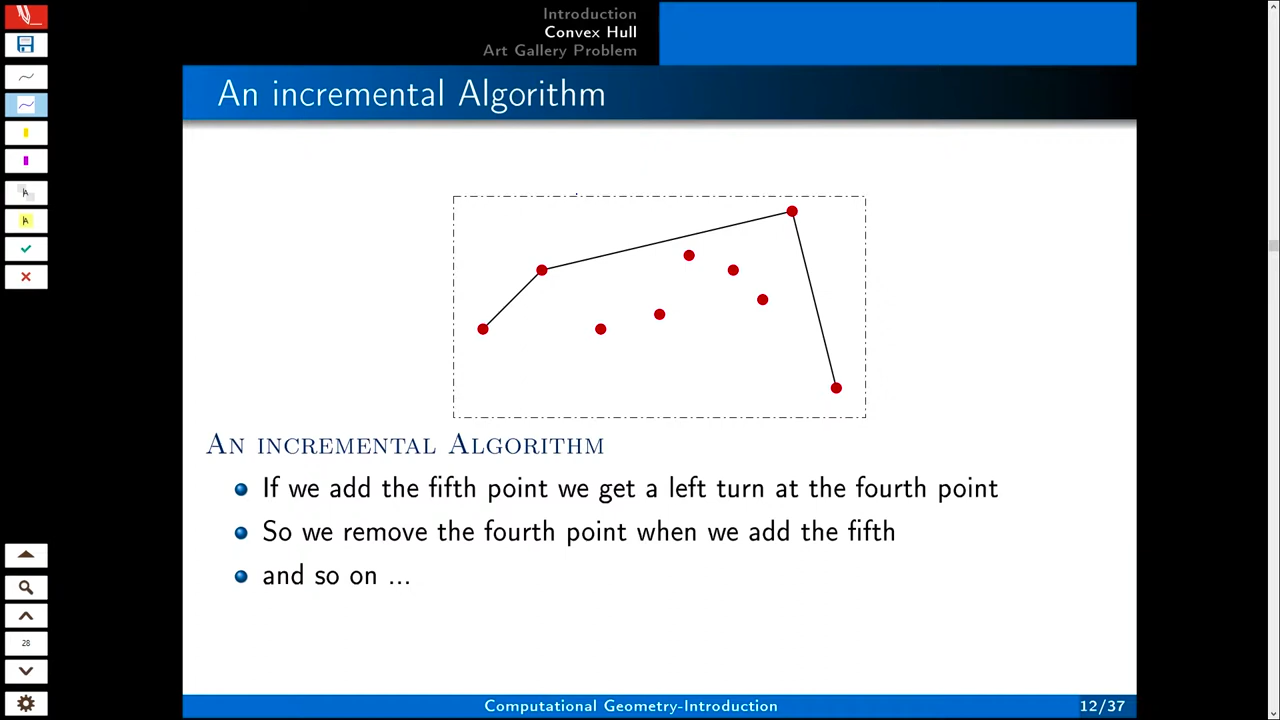 Introduction
Convex Hull
Art Gallery Problem
An incremental Algorithm
An incremental Algorithm
If we add the fifth point we get a left turn at the fourth point
So we remove the fourth point when we add the fifth
and so on ...
28
Computational Geometry-Introduction 12/37